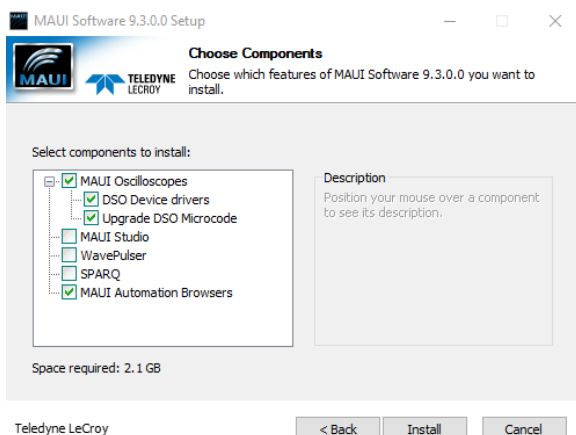 MAUI Software 9.3.0.0 Setup
MAUI
TELEDYNE
LECROY
Choose Components
Choose which features of MAUI Software 9.3.0.0 you want to
install.
Select components to install:
MAUI Oscilloscopes
DSO Device drivers
Upgrade DSO Microcode
MAUI Studio
WavePulser
SPARQ
MAUI Automation Browsers
Description
Position your mouse over a component
to see its description.
Space required: 2.1 GB
Teledyne LeCroy
< Back
Install
Cancel